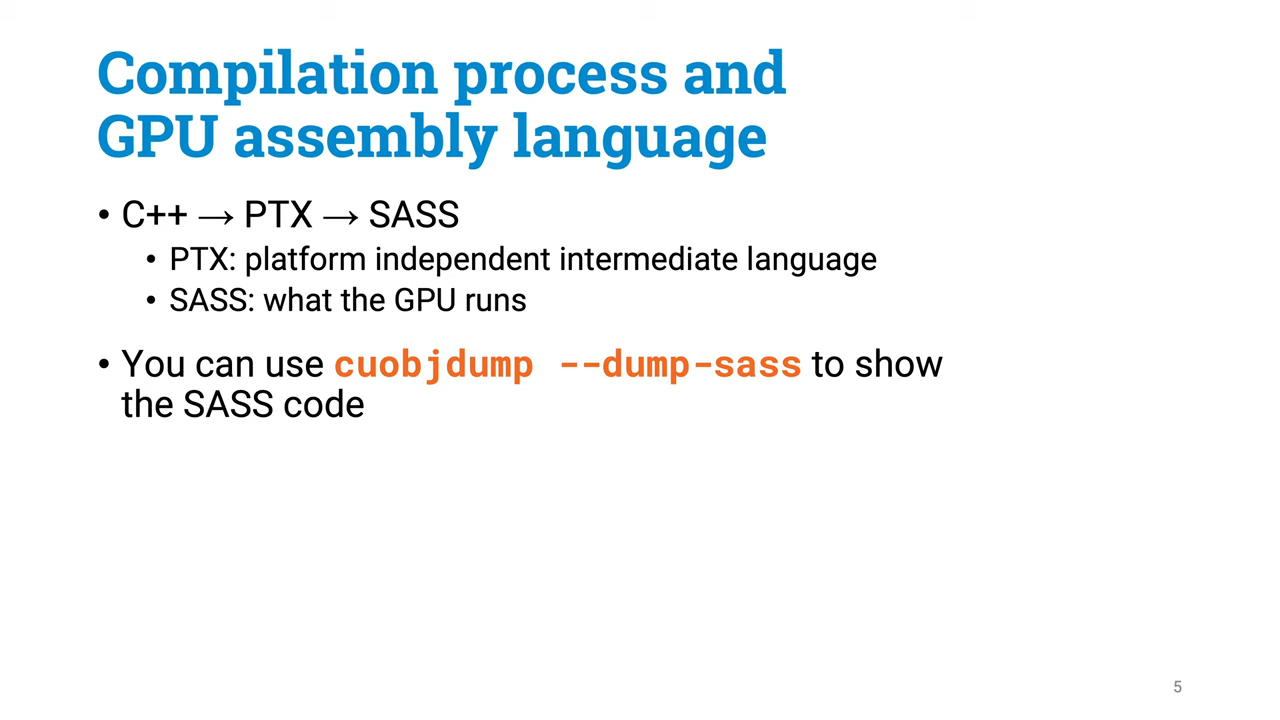 Compilation process and
GPU assembly language
• C++ → PTX → SASS
• PTX: platform independent intermediate language
• SASS: what the GPU runs
• You can use cuobjdump --dump-sass to show
the SASS code
5